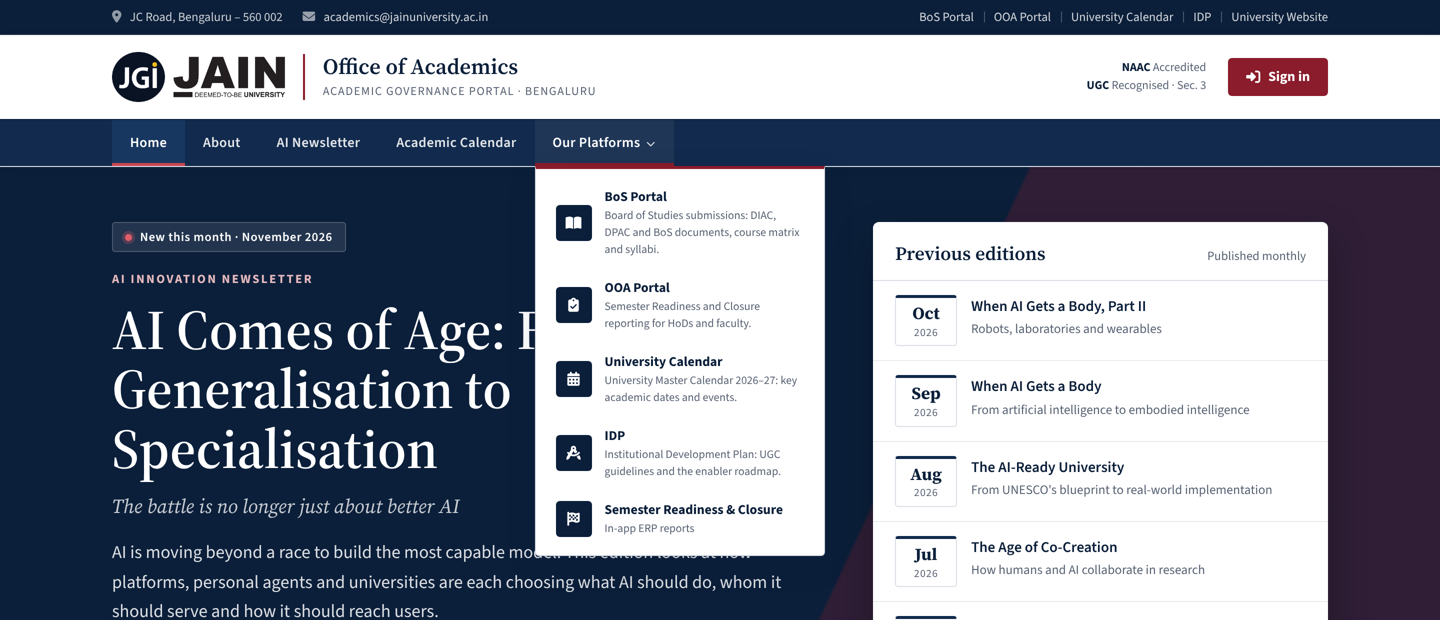 JC Road, Bengaluru – 560 002
academics@jainuniversity.ac.in
BoS Portal
OOA Portal
University Calendar
IDP
University Website
JGi JAIN
DEEMED-TO-BE UNIVERSITY
Office of Academics
ACADEMIC GOVERNANCE PORTAL · BENGALURU
NAAC Accredited
UGC Recognised · Sec. 3
Sign in
Home
About
AI Newsletter
Academic Calendar
Our Platforms
BoS Portal
Board of Studies submissions: DIAC,
DPAC and BoS documents, course matrix
and syllabi.
OOA Portal
Semester Readiness and Closure
reporting for HoDs and faculty.
University Calendar
University Master Calendar 2026–27: key
academic dates and events.
IDP
Institutional Development Plan: UGC
guidelines and the enabler roadmap.
Semester Readiness & Closure
In-app ERP reports
New this month · November 2026
AI INNOVATION NEWSLETTER
AI Comes of Age:
Generalisation to
Specialisation
The battle is no longer just about better AI
AI is moving beyond a race to build the most capable
platforms, personal agents and universities are each choosing what AI should do, whom it
should serve and how it should reach users.
Previous editions
Published monthly
Oct
2026
When AI Gets a Body, Part II
Robots, laboratories and wearables
Sep
2026
When AI Gets a Body
From artificial intelligence to embodied intelligence
Aug
2026
The AI-Ready University
From UNESCO's blueprint to real-world implementation
Jul
2026
The Age of Co-Creation
How humans and AI collaborate in research